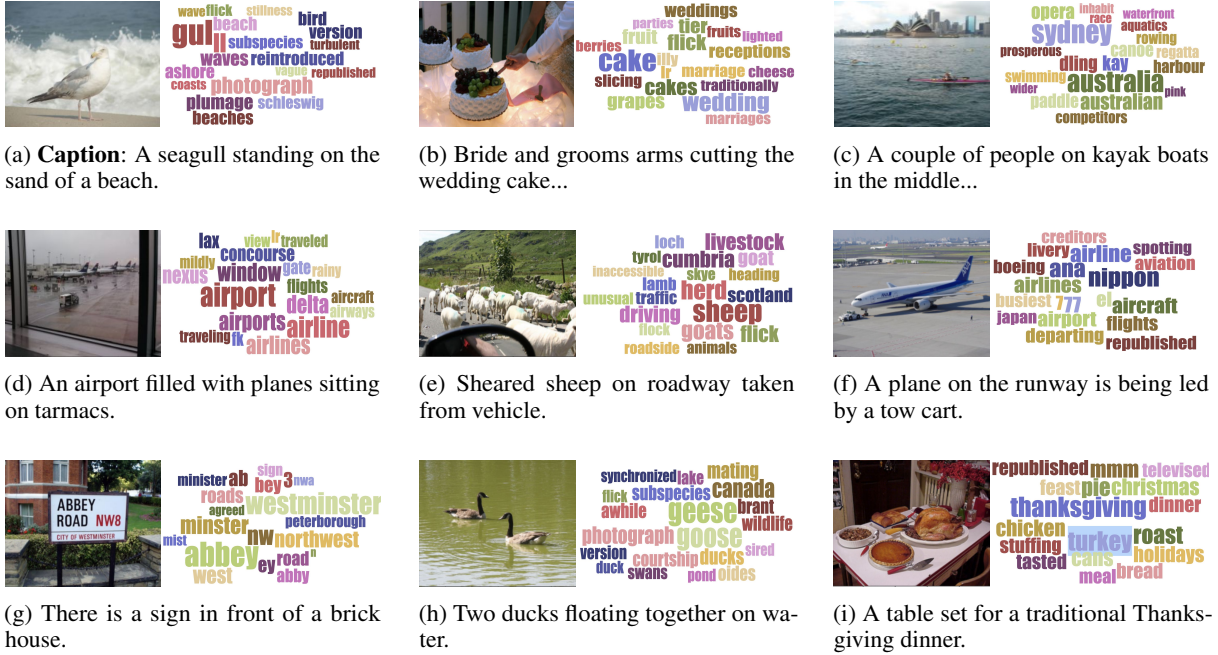 waveflick stillness
beach bird
version
gull
subspecies turbulent
waves reintroduced
ashore vague republished
coasts photograph
plumage schleswig
beaches
(a) Caption: A seagull standing on the
sand of a beach.
weddings
parties tier fruits lighted
fruit flick receptions
berries cake lily
lr marriage cheese
slicing cakes traditionally
grapes wedding
marriages
(b) Bride and grooms arms cutting the
wedding cake...
opera inhabit waterfront
race aquatics
sydney rowing
prosperous canoe regatta
dling kay harbour
swimming australia
wider pink
paddle australian
competitors
(c) A couple of people on kayak boats
in the middle...
lax view lr traveled
concourse
mildly gate rainy
nexus window
flights
airport delta aircraft
airways
airports airline
traveling fk airlines
(d) An airport filled with planes sitting
on tarmacs.
loch livestock
tyrol cumbria goat
inaccessible skye heading
lamb herd scotland
unusual traffic
driving sheep
flock goats flick
roadside animals
(e) Sheared sheep on roadway taken
from vehicle.
creditors
livery airline spotting
boeing ana nippon aviation
airlines
busiest 777 el aircraft
japan airport flights
departing republished
(f) A plane on the runway is being led
by a tow cart.
ABBEY
ROAD NW8
CITY OF WESTMINSTER
sign
minister ab bey 3 nwa
roads westminster
agreed peterborough
minster nw northwest
mist abbey ey road n
west abby
(g) There is a sign in front of a brick
house.
synchronized lake mating
flick subspecies canada
awhile geese brant
wildlife
photograph goose
version courtship ducks sired
duck swans pond oides
(h) Two ducks floating together on wa-
ter.
republished mmm televised
feast pie christmas
thanksgiving dinner
chicken turkey roast
stuffing holidays
tasted cans
meal bread
(i) A table set for a traditional Thanks-
giving dinner.